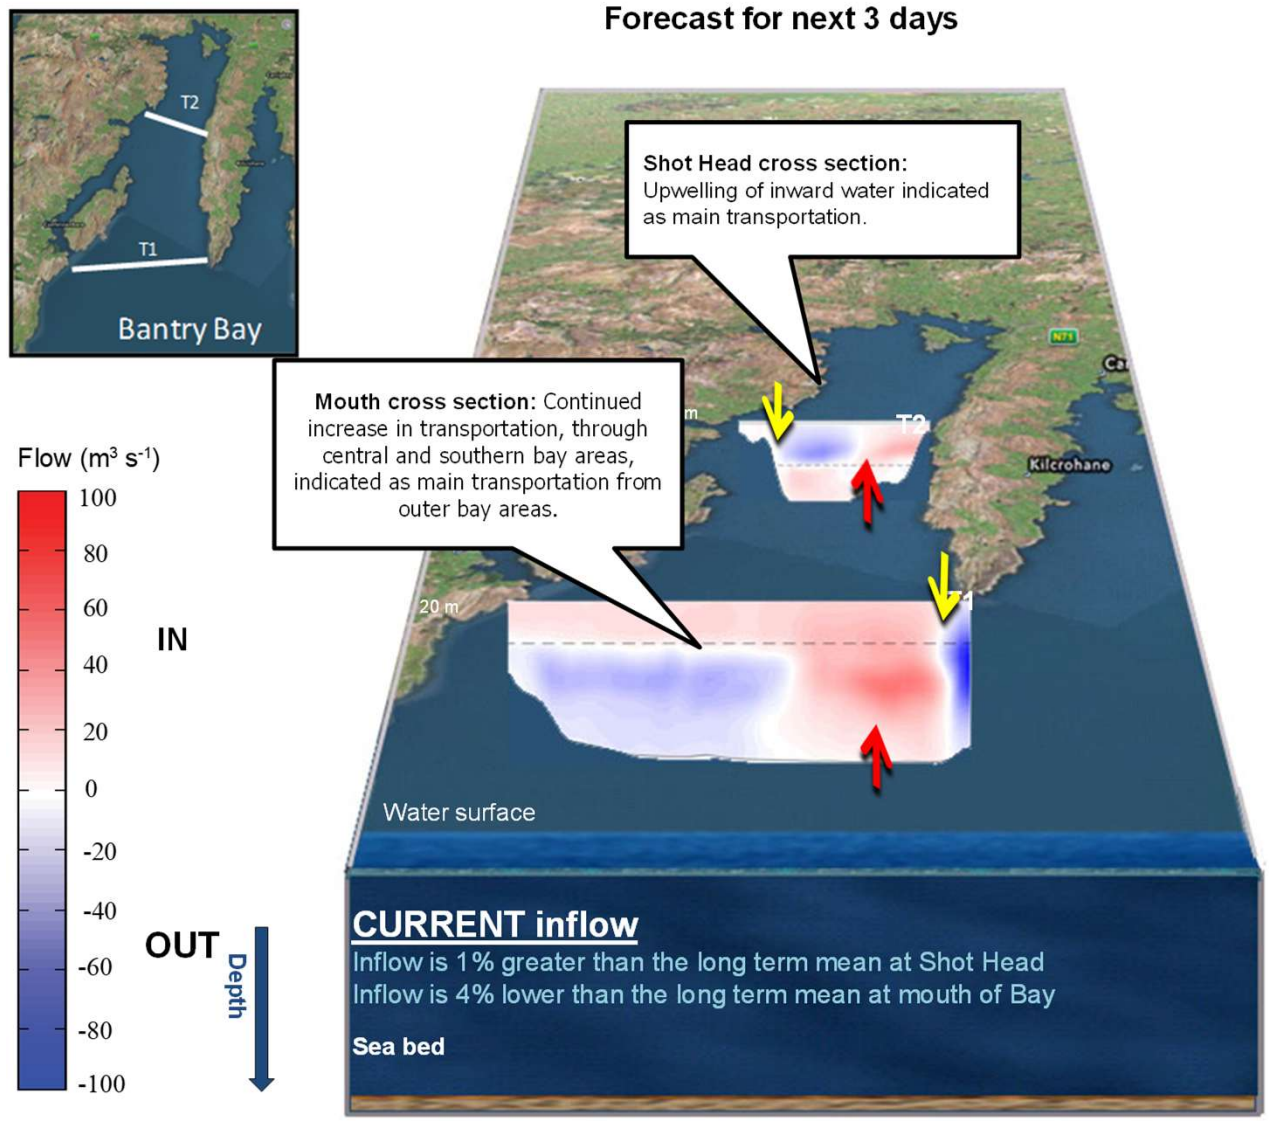 Forecast for next 3 days
T2
T1
Bantry Bay
Shot Head cross section:
Upwelling of inward water indicated
as main transportation.
N71
Mouth cross section: Continued
increase in transportation, through
central and southern bay areas,
indicated as main transportation from
outer bay areas.
m
T2
Kilcrohane
Flow (m³ s⁻¹)
100
80
60
40
20
0
-20
-40
-60
-80
-100
IN
OUT
Depth
20 m
T1
Water surface
CURRENT inflow
Inflow is 1% greater than the long term mean at Shot Head
Inflow is 4% lower than the long term mean at mouth of Bay
Sea bed